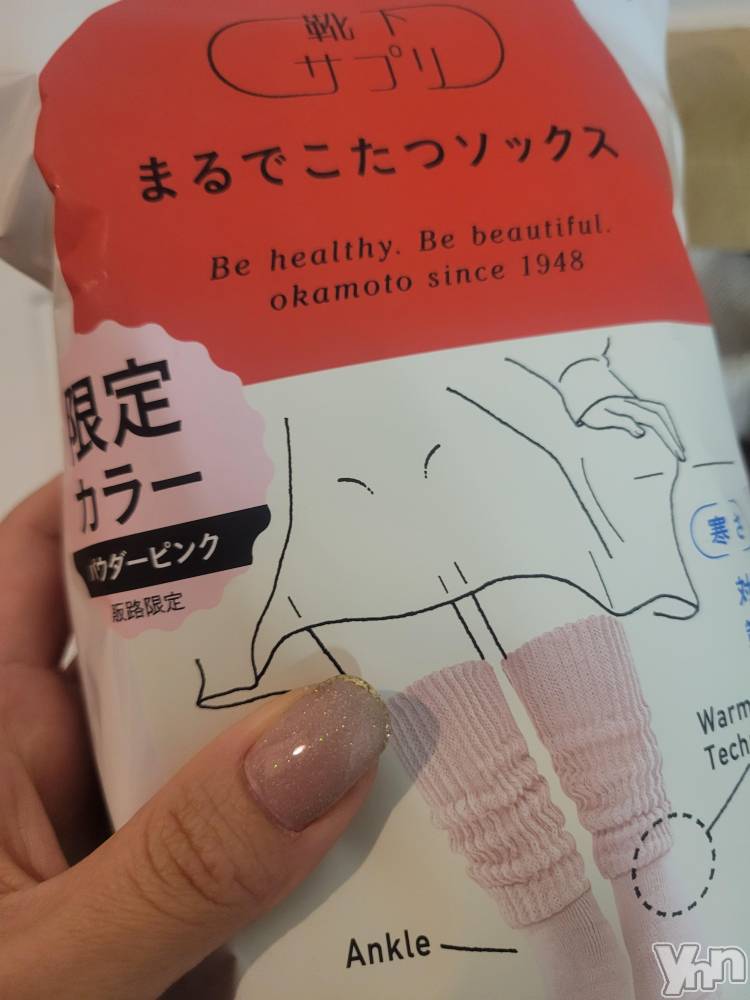 靴下
サプリ
まるでこたつソックス
Be healthy. Be beautiful.
okamoto since 1948
限定
カラー
パウダーピンク
販路限定
寒
Warm
Tech
Ankle